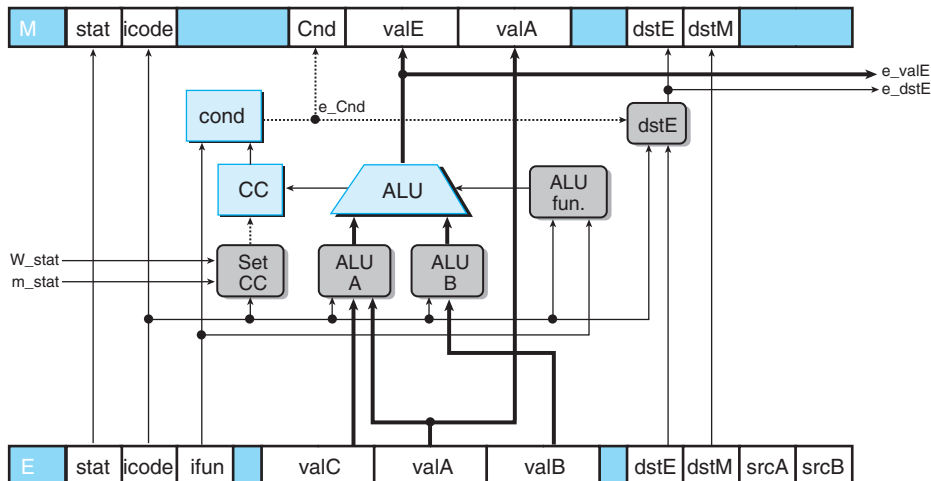 M stat icode Cnd valE valA dstE dstM
e_valE
e_dstE
e_Cnd
cond
dstE
CC
ALU
ALU
fun.
W_stat
m_stat
Set
CC
ALU
A
ALU
B
E stat icode ifun valC valA valB dstE dstM srcA srcB